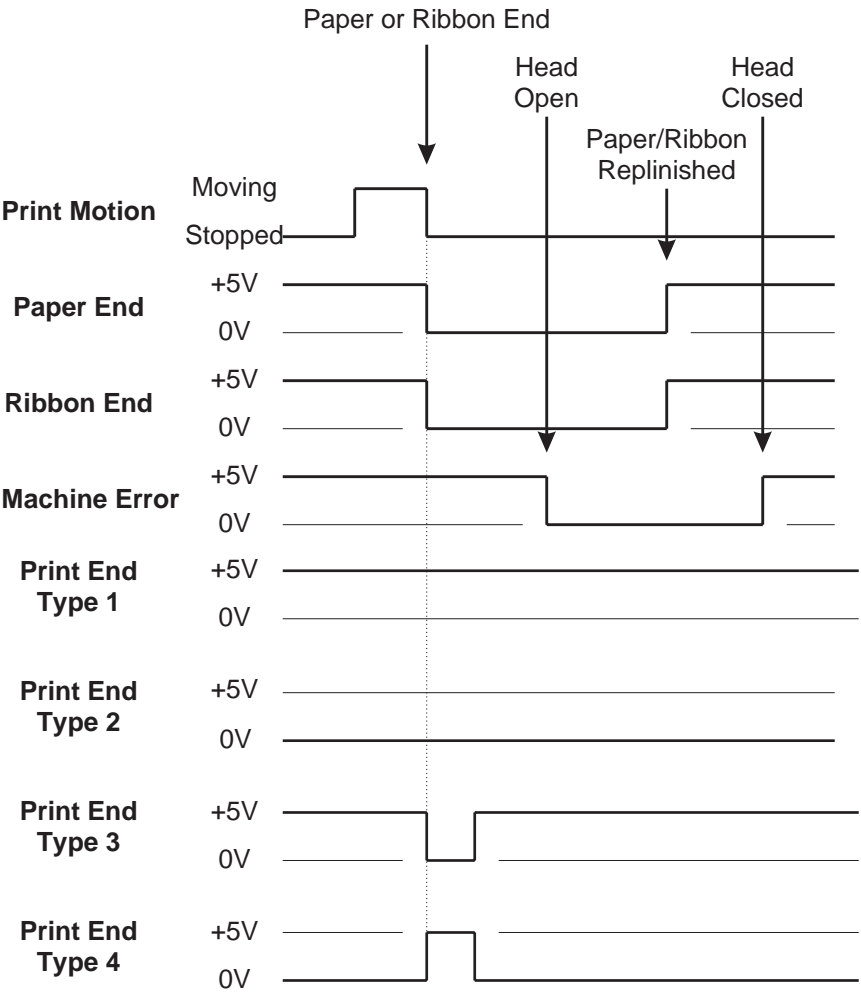 Paper or Ribbon End
Head
Open
Head
Closed
Paper/Ribbon
Replinished
Print Motion
Moving
Stopped
Paper End
+5V
0V
Ribbon End
+5V
0V
Machine Error
+5V
0V
Print End
Type 1
+5V
0V
Print End
Type 2
+5V
0V
Print End
Type 3
+5V
0V
Print End
Type 4
+5V
0V